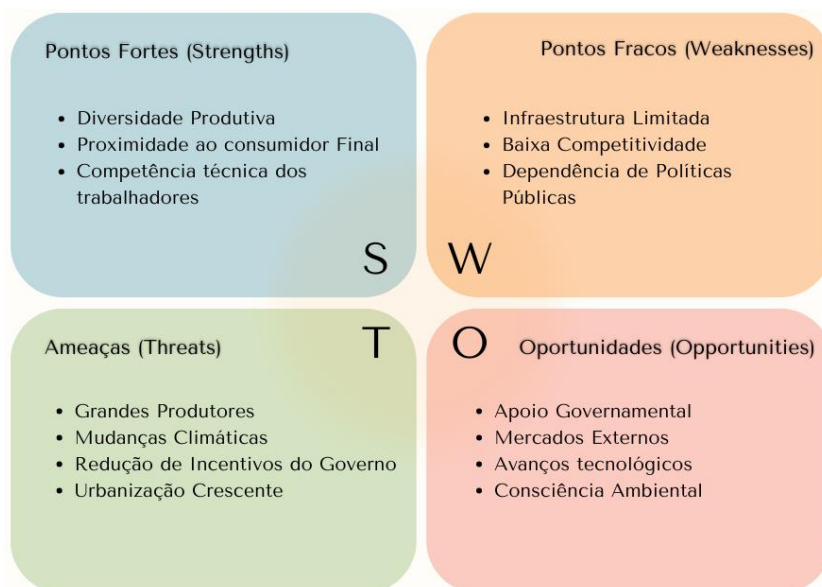 Pontos Fortes (Strengths)
• Diversidade Produtiva
• Proximidade ao consumidor Final
• Competência técnica dos
trabalhadores
S
Pontos Fracos (Weaknesses)
• Infraestrutura Limitada
• Baixa Competitividade
• Dependência de Políticas
Públicas
W
Ameaças (Threats)
T
• Grandes Produtores
• Mudanças Climáticas
• Redução de Incentivos do Governo
• Urbanização Crescente
O
Oportunidades (Opportunities)
• Apoio Governamental
• Mercados Externos
• Avanços tecnológicos
• Consciência Ambiental